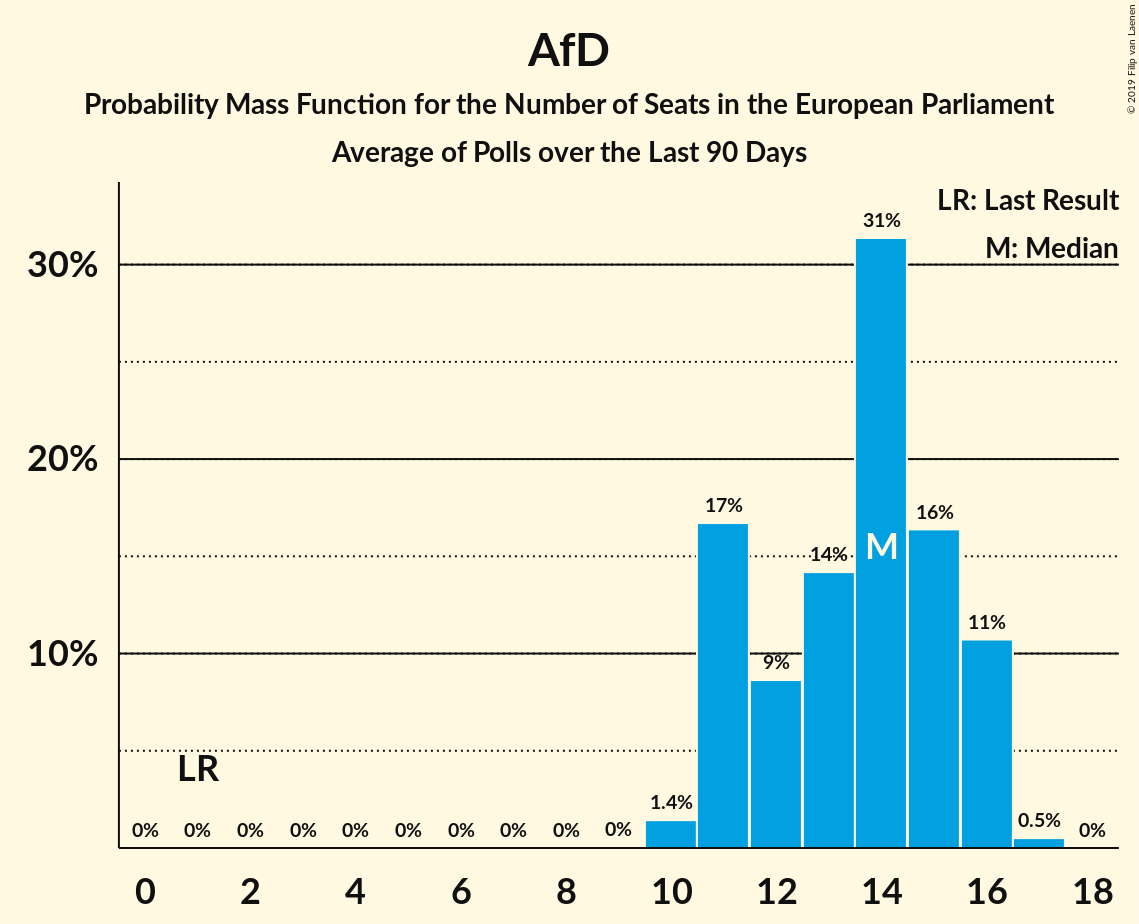 AfD
Probability Mass Function for the Number of Seats in the European Parliament
Average of Polls over the Last 90 Days
© 2019 Filip van Laenen
LR: Last Result
M: Median
31%
30%
20%
17%
16%
M
14%
11%
10%
9%
LR
1.4%
0.5%
0% 0% 0% 0% 0% 0% 0% 0% 0% 0% 0%
0 2 4 6 8 10 12 14 16 18